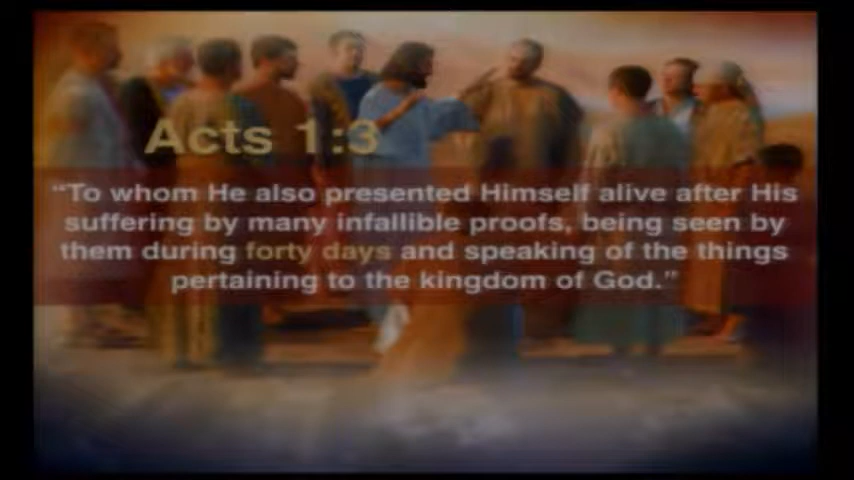 Acts 1:3
“To whom He also presented Himself alive after His
suffering by many infallible proofs, being seen by
them during forty days and speaking of the things
pertaining to the kingdom of God.”